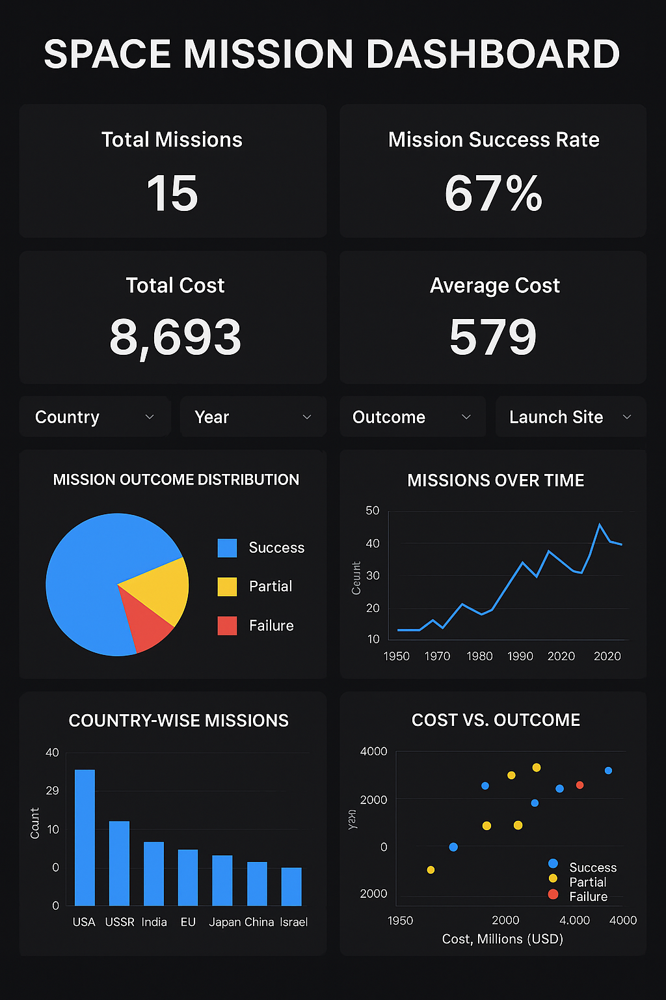 SPACE MISSION DASHBOARD
Total Missions
15
Mission Success Rate
67%
Total Cost
8,693
Average Cost
579
Country
Year
Outcome
Launch Site
MISSION OUTCOME DISTRIBUTION
Success
Partial
Failure
MISSIONS OVER TIME
50
40
30
20
10
1950 1970 1980 1990 2020 2020
COUNTRY-WISE MISSIONS
40
29
10
0
0
USA USSR India EU Japan China Israel
COST VS. OUTCOME
4000
2000
0
2000
Success
Partial
Failure
1950 2000 4.000 4000
Cost, Millions (USD)